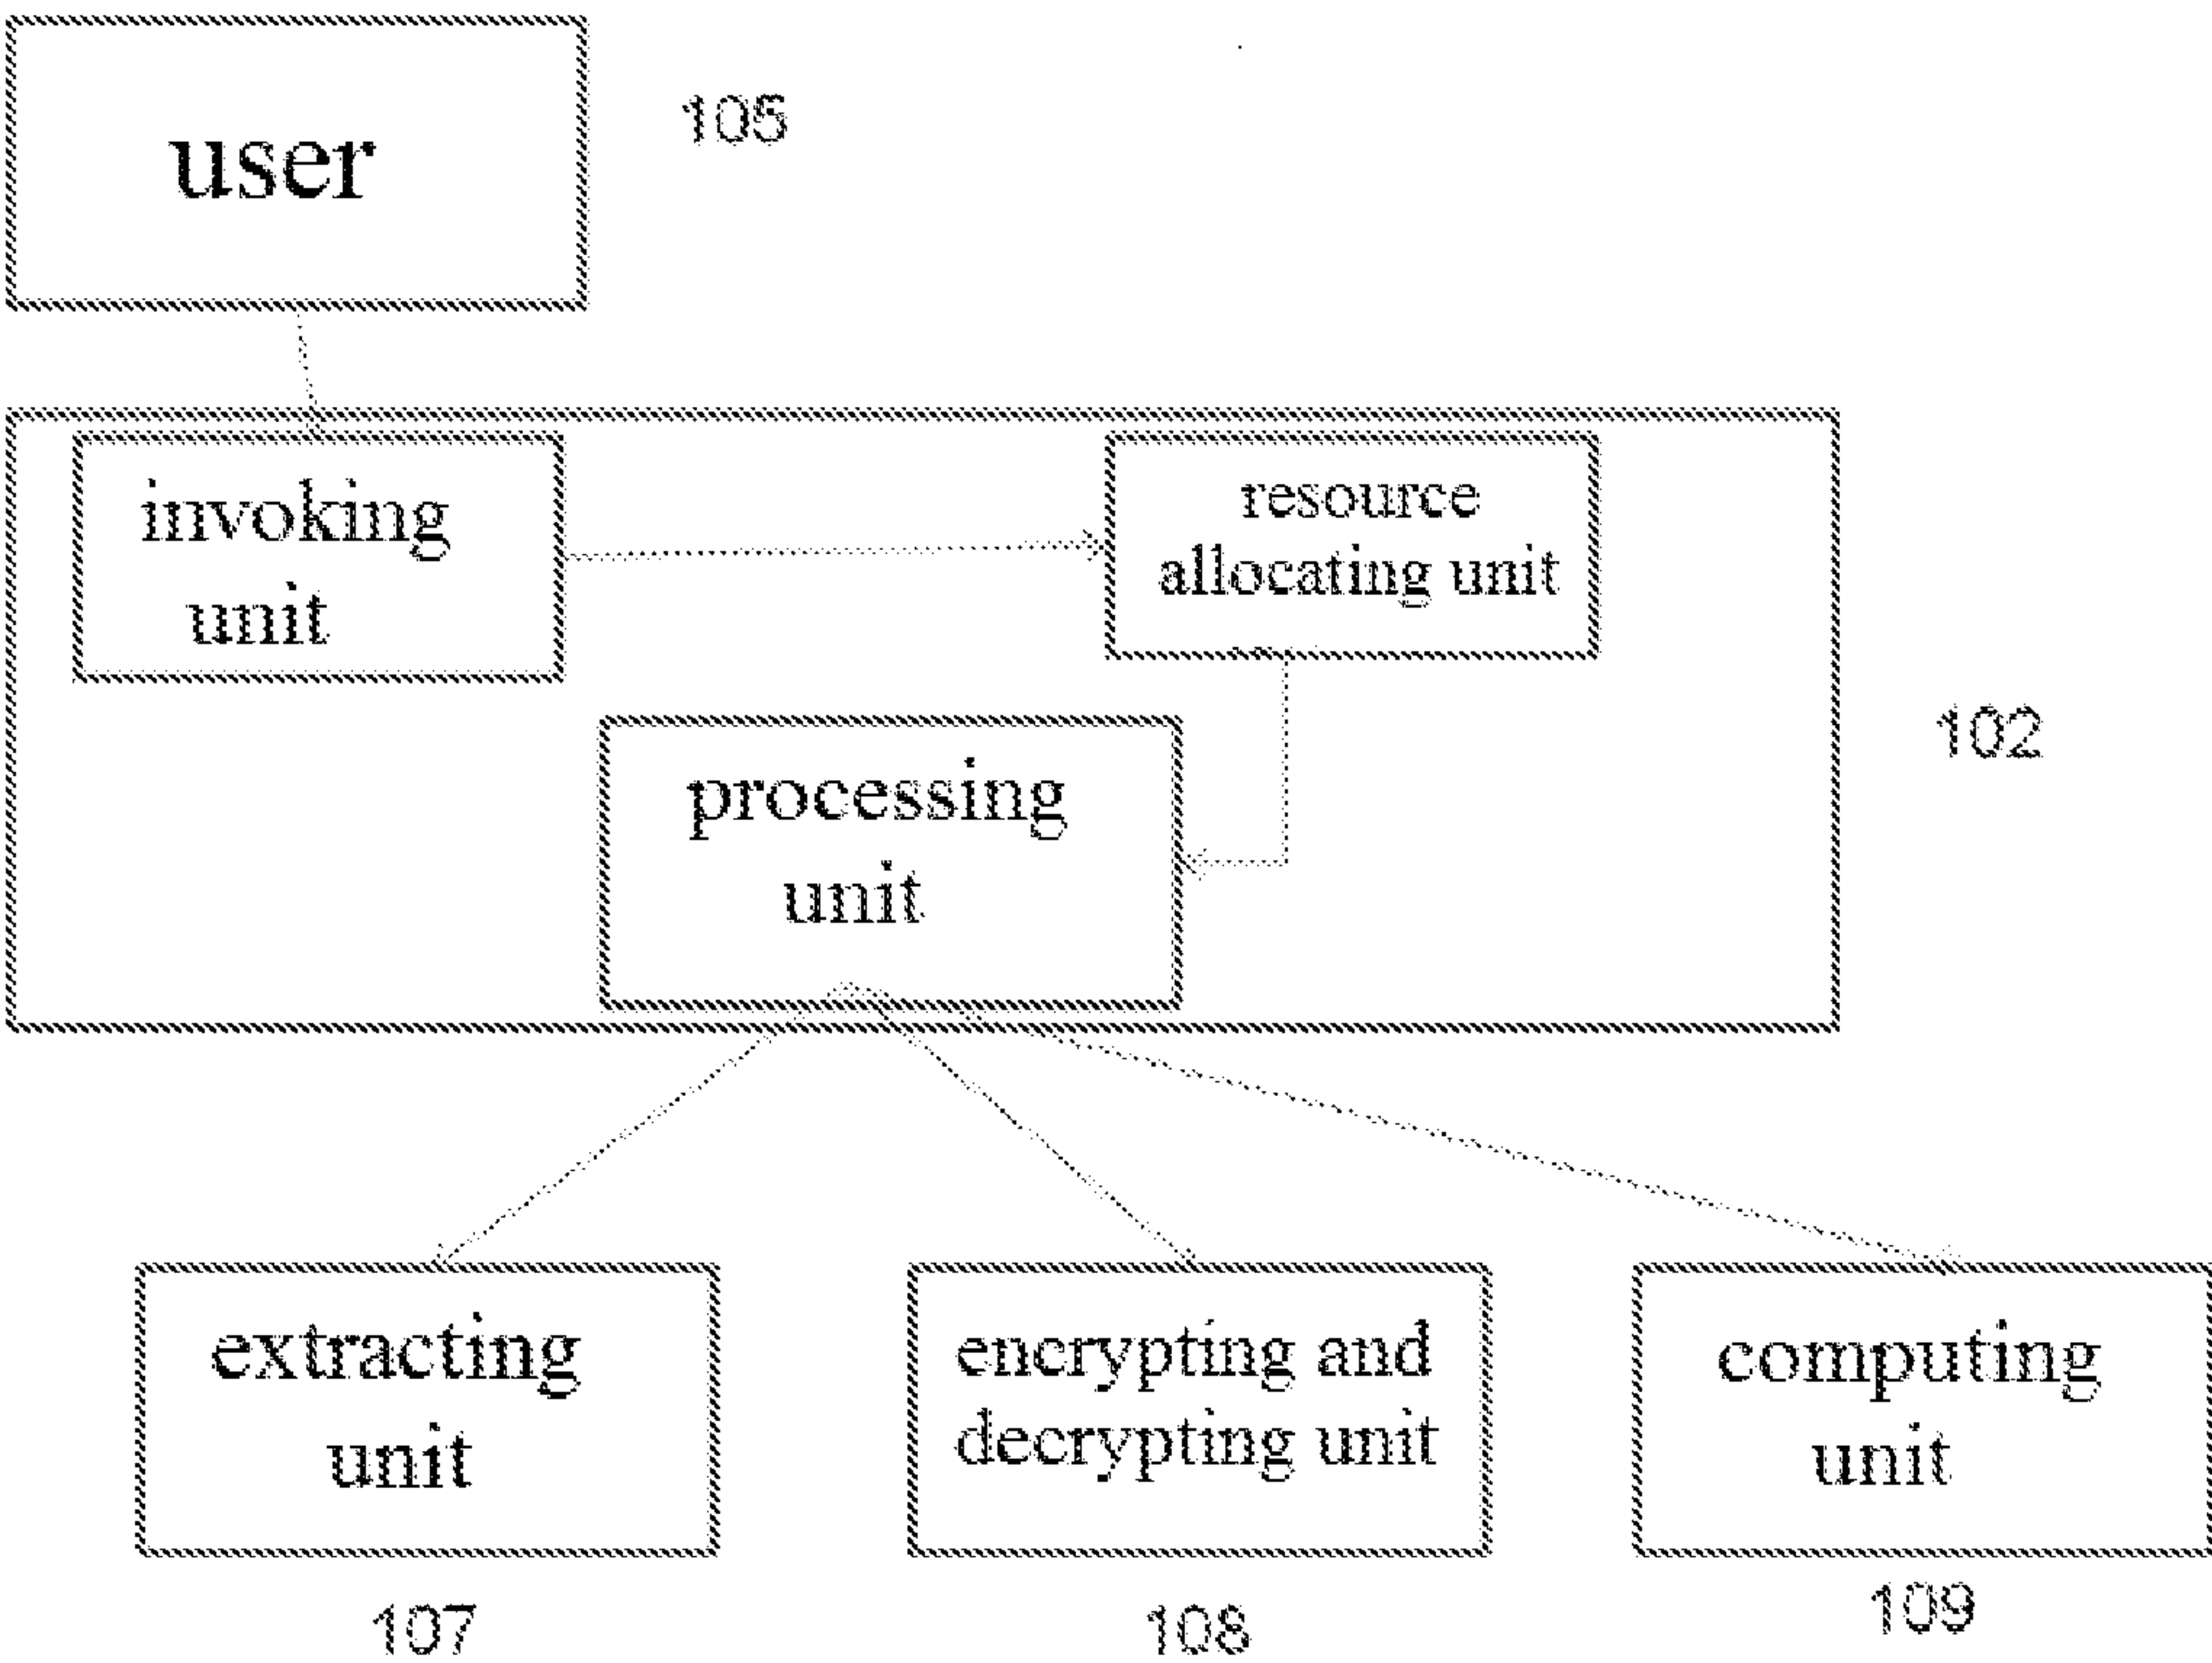 user
105
invoking
unit
resource
allocating unit
102
processing
unit
extracting
unit
encrypting and
decrypting unit
computing
unit
107
108
109